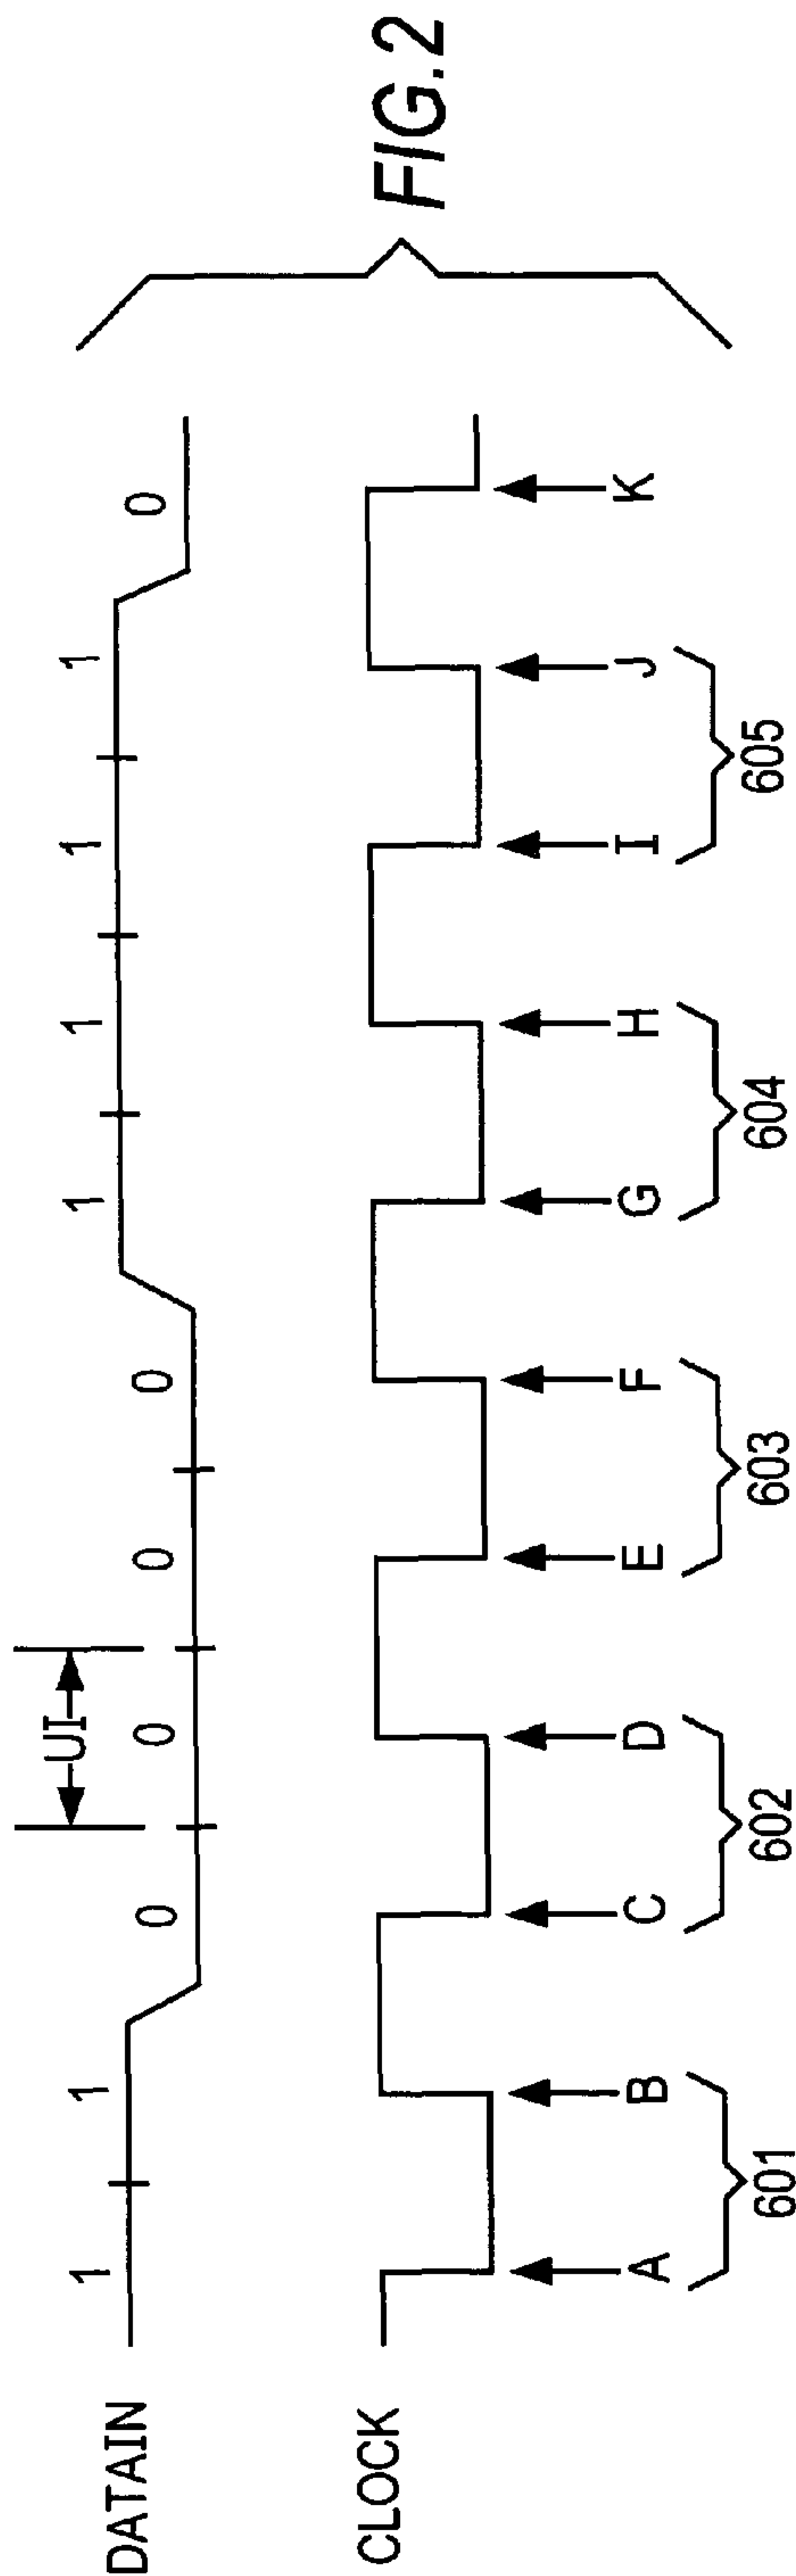 FIG.2
UI
1 1 0 0 0 0 1 1 1 1 0
DATAIN
CLOCK
A B C D E F G H I J K
601 602 603 604 605